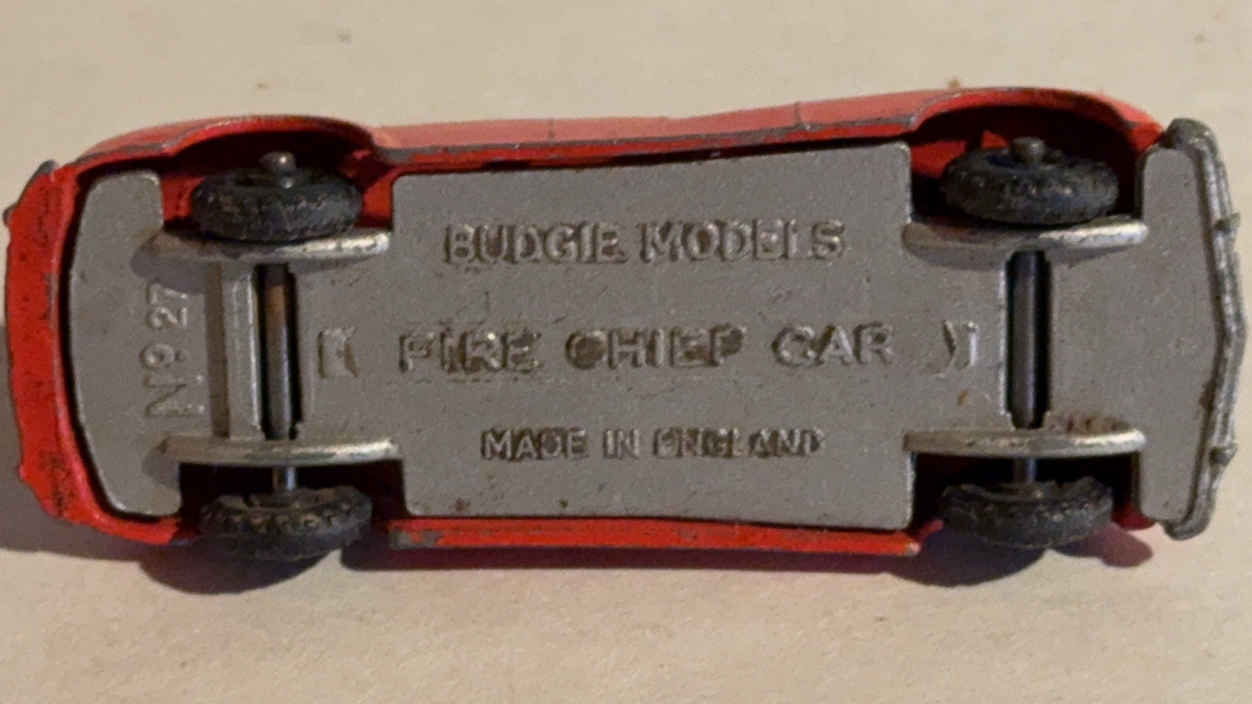 BUDGIE MODELS
FIRE CHIEF CAR
MADE IN ENGLAND
Nº 27